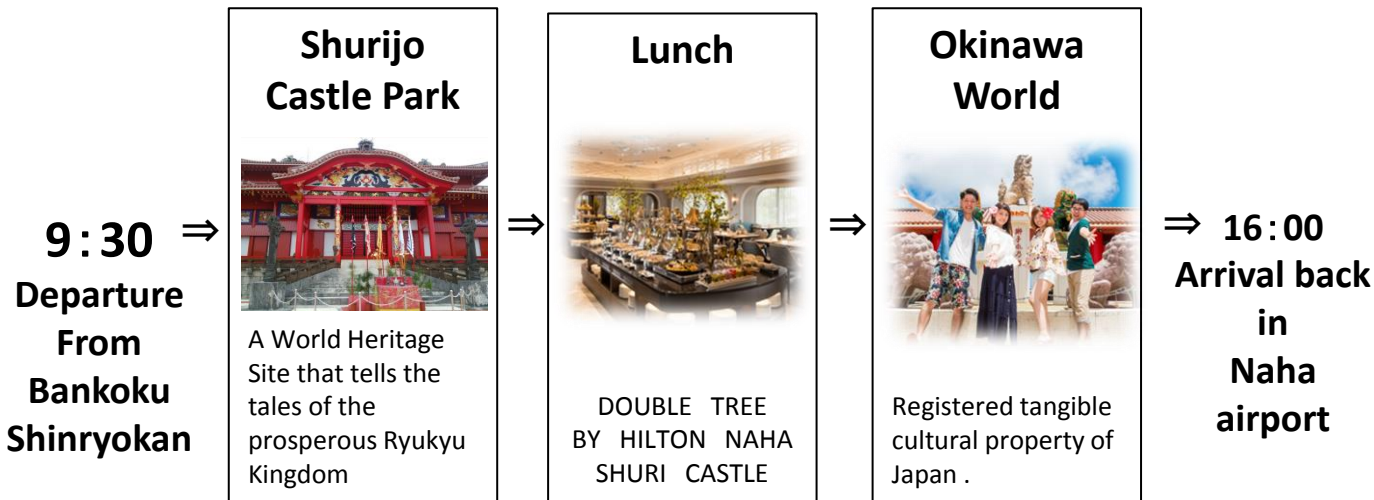 9:30
Departure
From
Bankoku
Shinryokan
⇒
Shurijo
Castle Park
A World Heritage
Site that tells the
tales of the
prosperous Ryukyu
Kingdom
⇒
Lunch
DOUBLE TREE
BY HILTON NAHA
SHURI CASTLE
⇒
Okinawa
World
Registered tangible
cultural property of
Japan .
⇒
16:00
Arrival back
in
Naha
airport